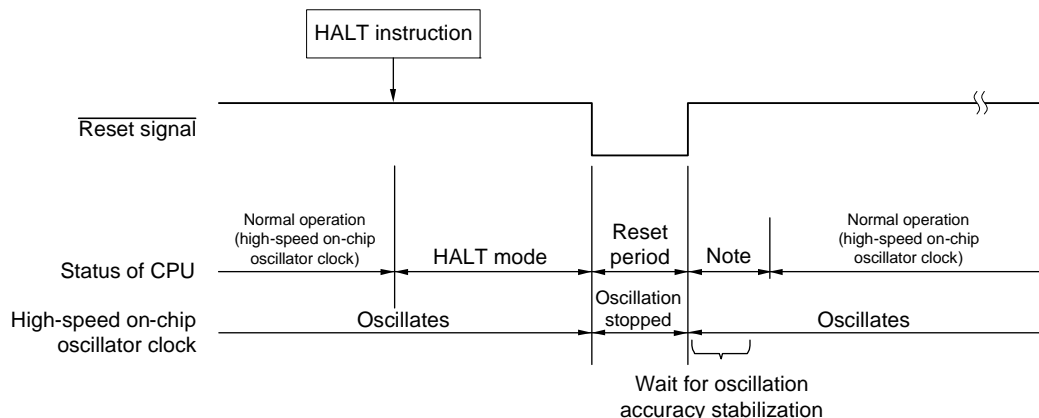 HALT instruction
Reset signal
Normal operation
(high-speed on-chip
oscillator clock)
HALT mode
Reset
period
Note
Normal operation
(high-speed on-chip
oscillator clock)
Status of CPU
High-speed on-chip
oscillator clock
Oscillates
Oscillation
stopped
Oscillates
Wait for oscillation
accuracy stabilization